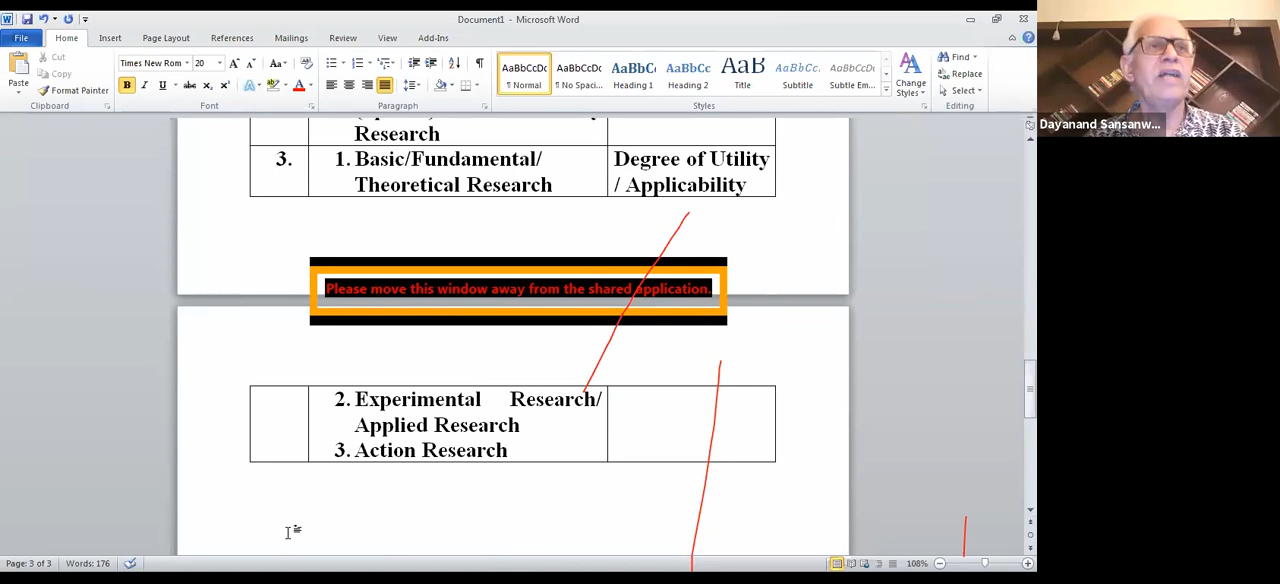 Document1 - Microsoft Word
File Home Insert Page Layout References Mailings Review View Add-Ins
Paste
Cut
Copy
Format Painter
Clipboard
Times New Rom 20
Font
Paragraph
AaBbCcDc AaBbCcDc AaBbCc AaBbCc AaB AaBbCc. AaBbCcDc
¶ Normal ¶ No Spaci... Heading 1 Heading 2 Title Subtitle Subtle Em...
Change Styles
Styles
Find
Replace
Select
Editing
Dayanand Sansanw...
Research
3. 1. Basic/Fundamental/ Degree of Utility
Theoretical Research / Applicability
Please move this window away from the shared application.
2. Experimental Research/
Applied Research
3. Action Research
Page: 3 of 3 Words: 176 108%